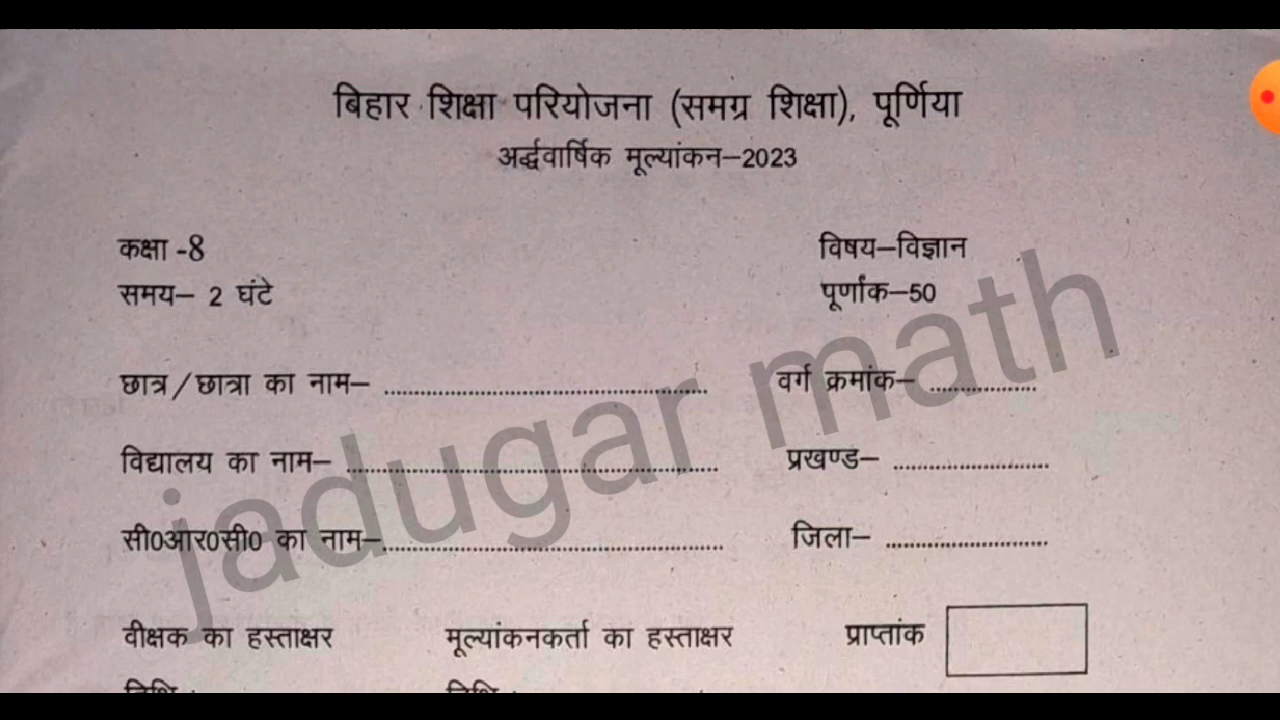 बिहार शिक्षा परियोजना (समग्र शिक्षा), पूर्णिया
अर्द्धवार्षिक मूल्यांकन–2023
कक्षा -8 विषय–विज्ञान
समय– 2 घंटे पूर्णांक–50
छात्र/छात्रा का नाम– ........................................ वर्ग क्रमांक– ................
विद्यालय का नाम– ........................................ प्रखण्ड– ........................
सी0आर0सी0 का नाम–........................................ जिला– ........................
jadugar math
वीक्षक का हस्ताक्षर मूल्यांकनकर्ता का हस्ताक्षर प्राप्तांक